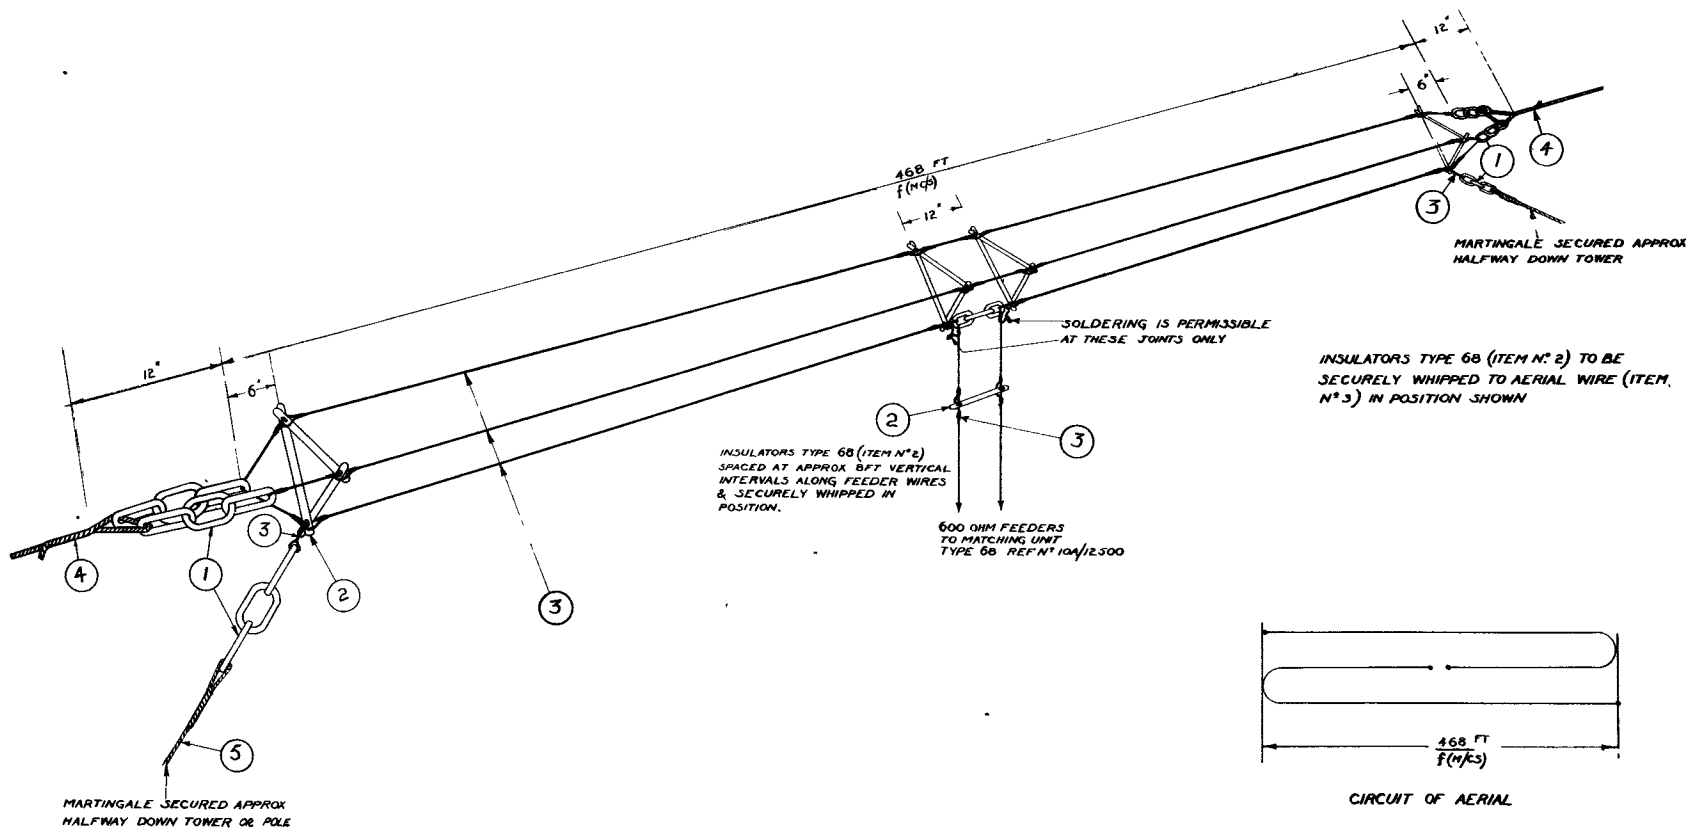 12"
6"
468 FT
f(MC/S)
12"
12"
6"
1
4
3
MARTINGALE SECURED APPROX
HALFWAY DOWN TOWER
SOLDERING IS PERMISSIBLE
AT THESE JOINTS ONLY
INSULATORS TYPE 68 (ITEM Nº 2) TO BE
SECURELY WHIPPED TO AERIAL WIRE (ITEM
Nº 3) IN POSITION SHOWN
12"
6"
2
3
INSULATORS TYPE 68 (ITEM Nº 2)
SPACED AT APPROX 8FT VERTICAL
INTERVALS ALONG FEEDER WIRES
& SECURELY WHIPPED IN
POSITION.
600 OHM FEEDERS
TO MATCHING UNIT
TYPE 68 REF Nº 10A/12500
4
1
3
2
3
5
MARTINGALE SECURED APPROX
HALFWAY DOWN TOWER OR POLE
468 FT
f(M/CS)
CIRCUIT OF AERIAL